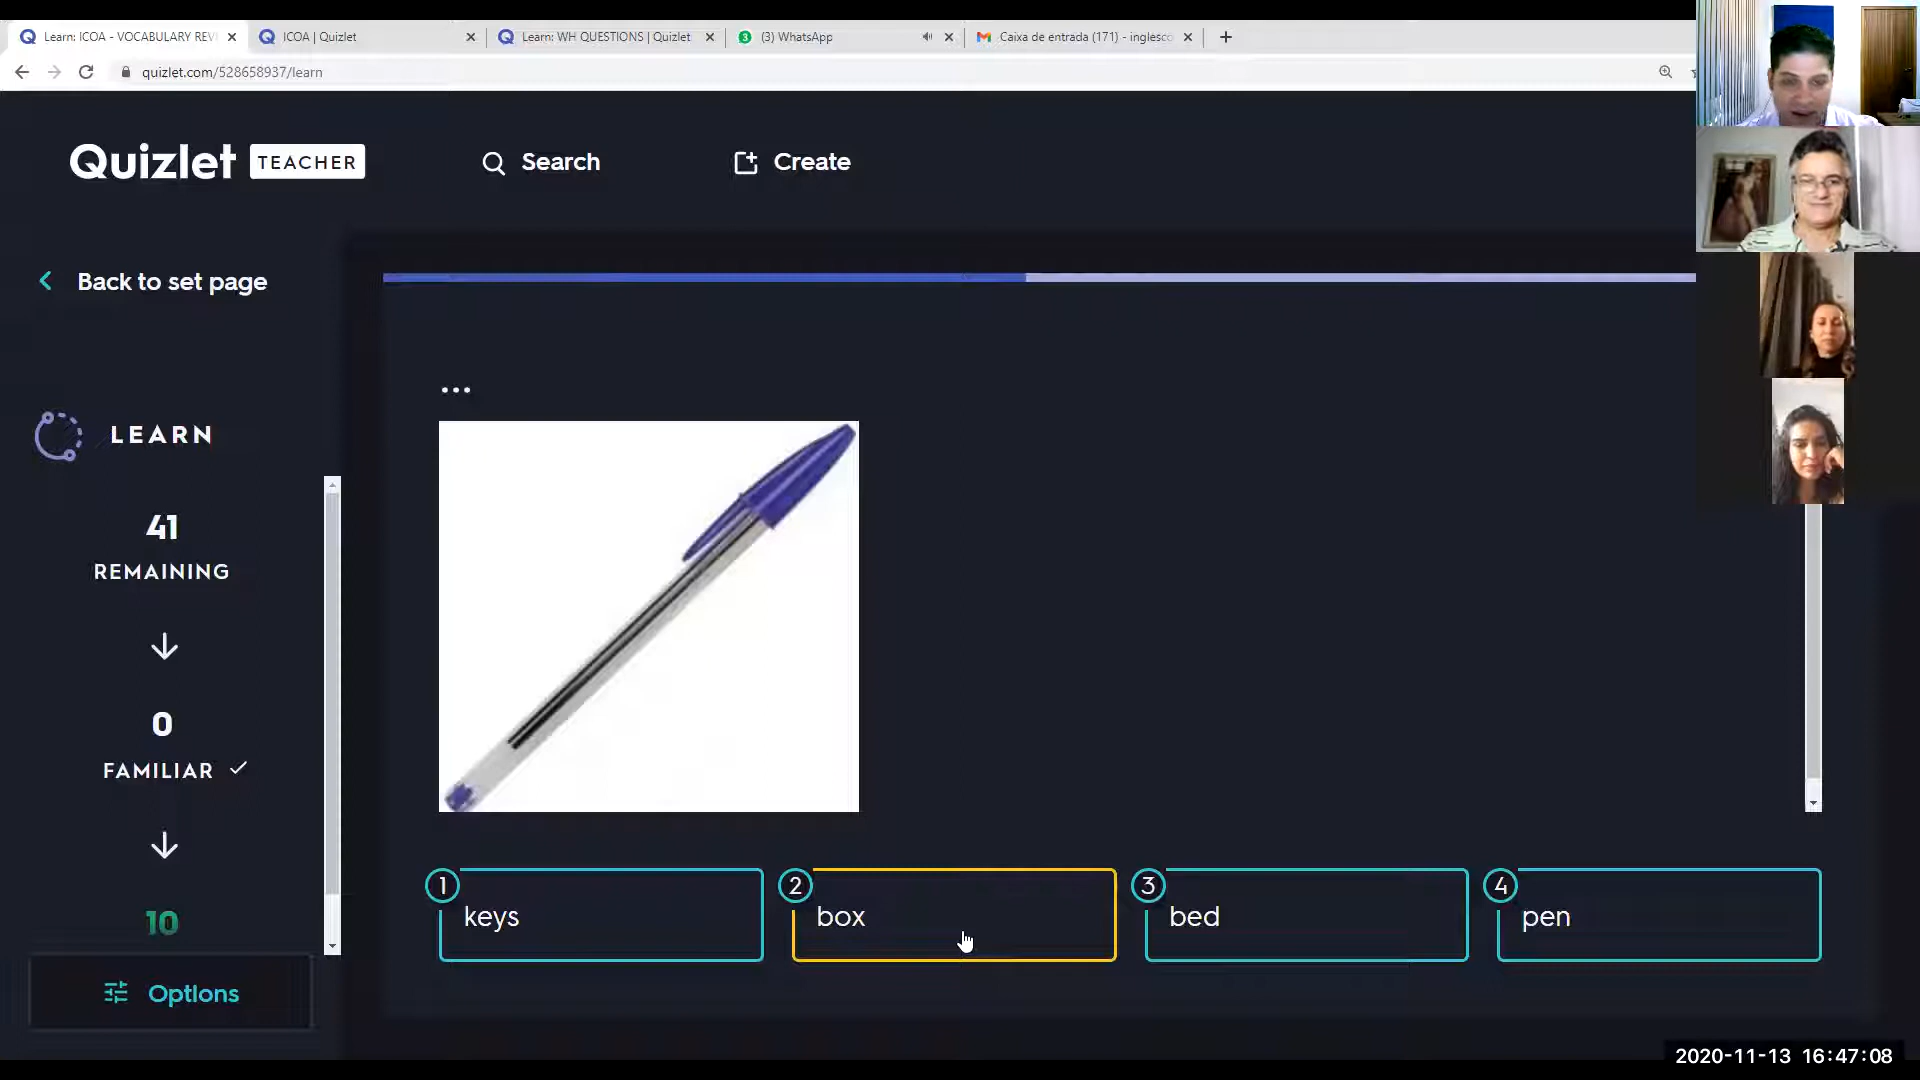 Learn: ICOA - VOCABULARY REV
ICOA | Quizlet
Learn: WH QUESTIONS | Quizlet
3 (3) WhatsApp
Caixa de entrada (171) - inglesco
quizlet.com/528658937/learn
Quizlet TEACHER
Search
Create
Back to set page
LEARN
41
REMAINING
0
FAMILIAR
10
Options
...
1 keys
2 box
3 bed
4 pen
2020-11-13 16:47:08